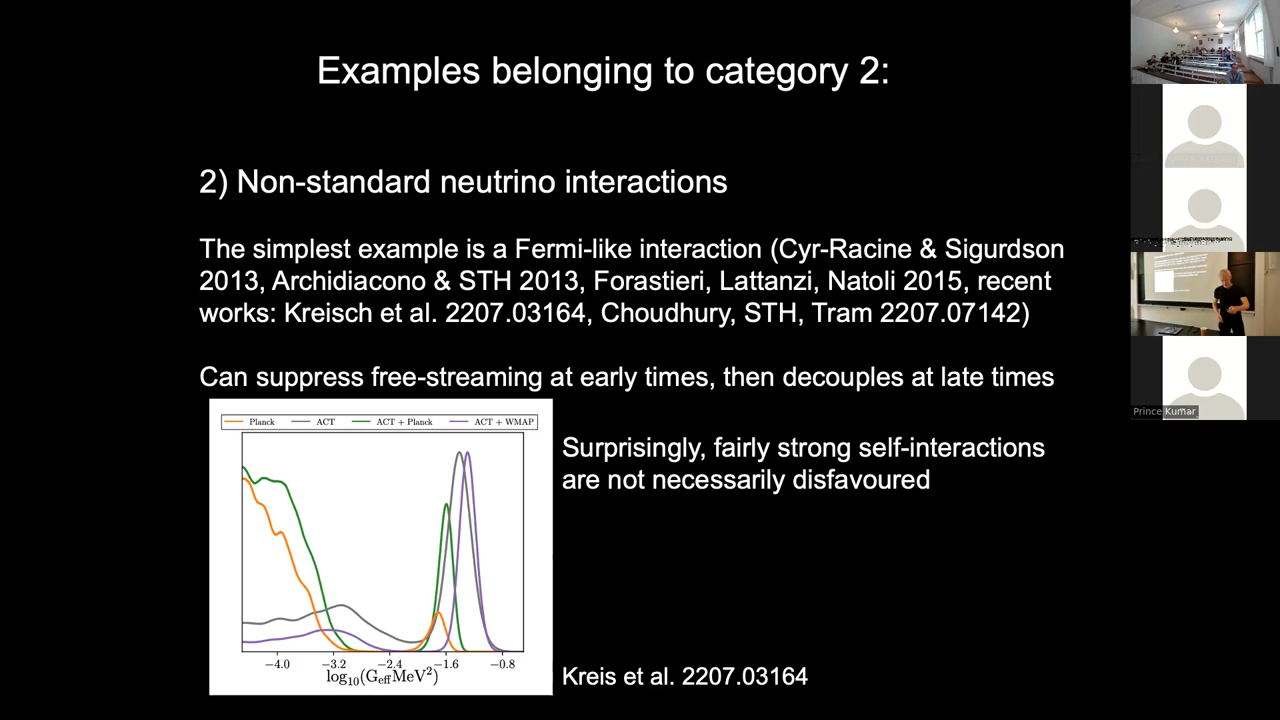 Examples belonging to category 2:
2) Non-standard neutrino interactions
The simplest example is a Fermi-like interaction (Cyr-Racine & Sigurdson
2013, Archidiacono & STH 2013, Forastieri, Lattanzi, Natoli 2015, recent
works: Kreisch et al. 2207.03164, Choudhury, STH, Tram 2207.07142)
Can suppress free-streaming at early times, then decouples at late times
Planck ACT ACT + Planck ACT + WMAP
−4.0 −3.2 −2.4 −1.6 −0.8
log₁₀(G_eff MeV²)
Surprisingly, fairly strong self-interactions
are not necessarily disfavoured
Kreis et al. 2207.03164
Prince Kumar